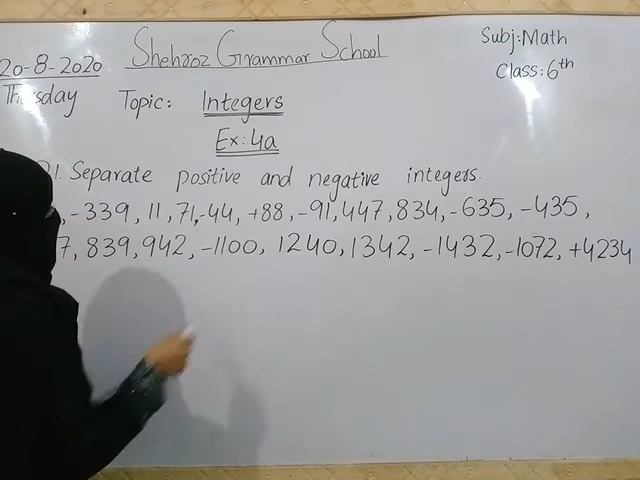 Shehroz Grammar School
Subj:Math
20-8-2020
Class:6th
Thursday
Topic: Integers
Ex:4a
1. Separate positive and negative integers.
, -339, 11, 71, -44, +88, -91, 447, 834, -635, -435,
7, 839, 942, -1100, 1240, 1342, -1432, -1072, +4234